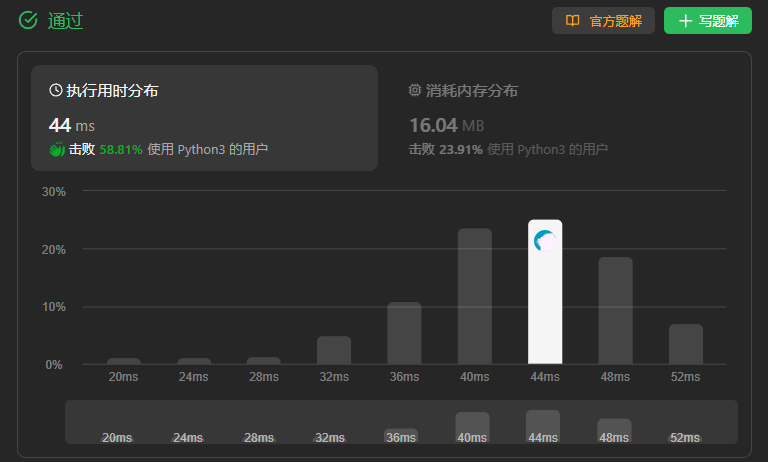 通过
官方题解
写题解
执行用时分布
44 ms
击败 58.81% 使用 Python3 的用户
消耗内存分布
16.04 MB
击败 23.91% 使用 Python3 的用户
30%
20%
10%
0%
20ms 24ms 28ms 32ms 36ms 40ms 44ms 48ms 52ms
20ms 24ms 28ms 32ms 36ms 40ms 44ms 48ms 52ms